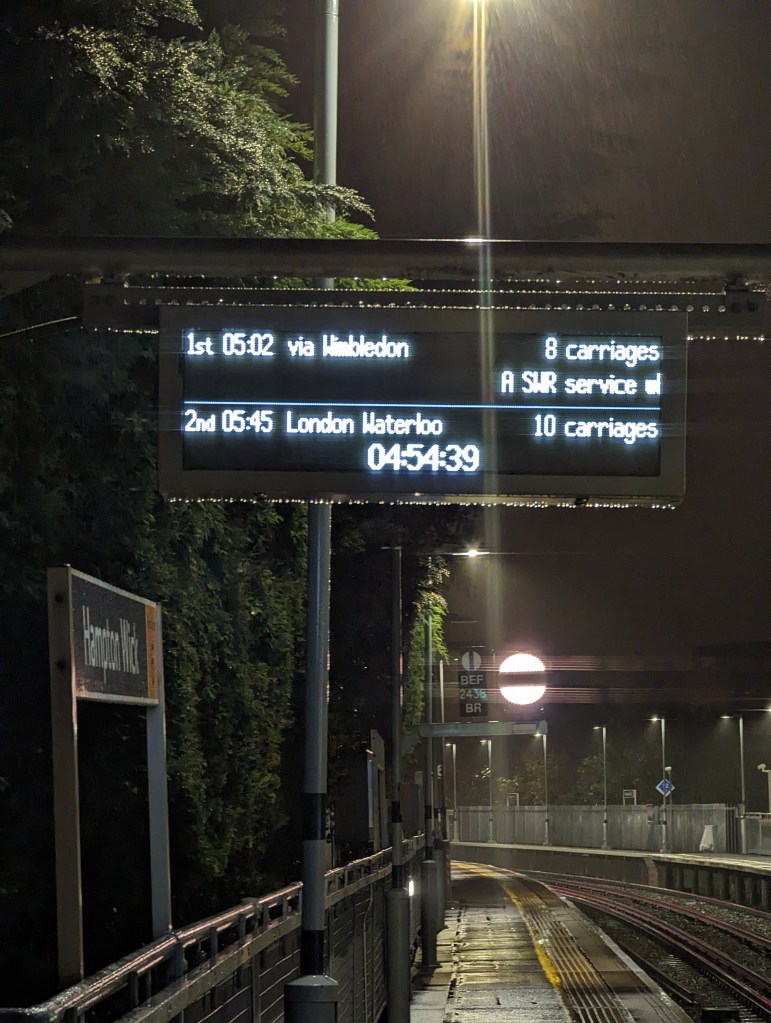 1st 05:02 via Wimbledon 8 carriages
A SWR service
2nd 05:45 London Waterloo 10 carriages
04:54:39
Hampton Wick
BEF
2436
BR